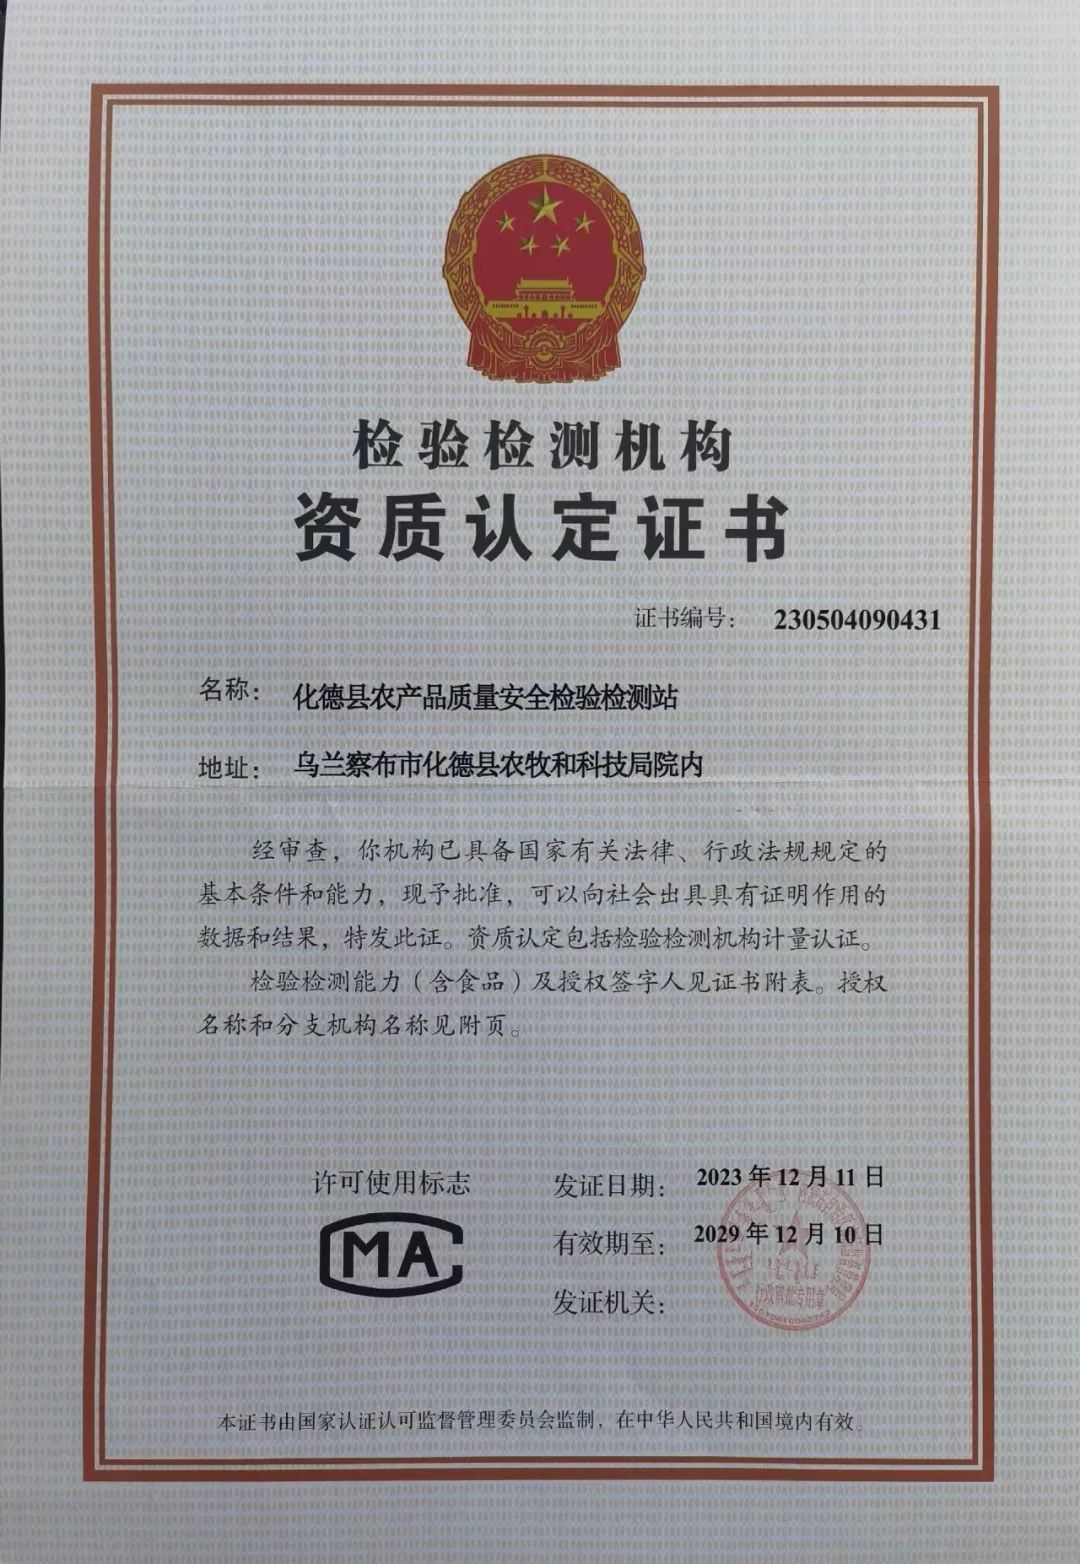 检验检测机构
资质认定证书
证书编号： 230504090431
名称： 化德县农产品质量安全检验检测站
地址： 乌兰察布市化德县农牧和科技局院内
经审查，你机构已具备国家有关法律、行政法规规定的
基本条件和能力，现予批准，可以向社会出具具有证明作用的
数据和结果，特发此证。资质认定包括检验检测机构计量认证。
检验检测能力（含食品）及授权签字人见证书附表。授权
名称和分支机构名称见附页。
许可使用标志
MA
发证日期： 2023 年 12 月 11 日
有效期至： 2029 年 12 月 10 日
发证机关：
行政审批专用章
本证书由国家认证认可监督管理委员会监制，在中华人民共和国境内有效。